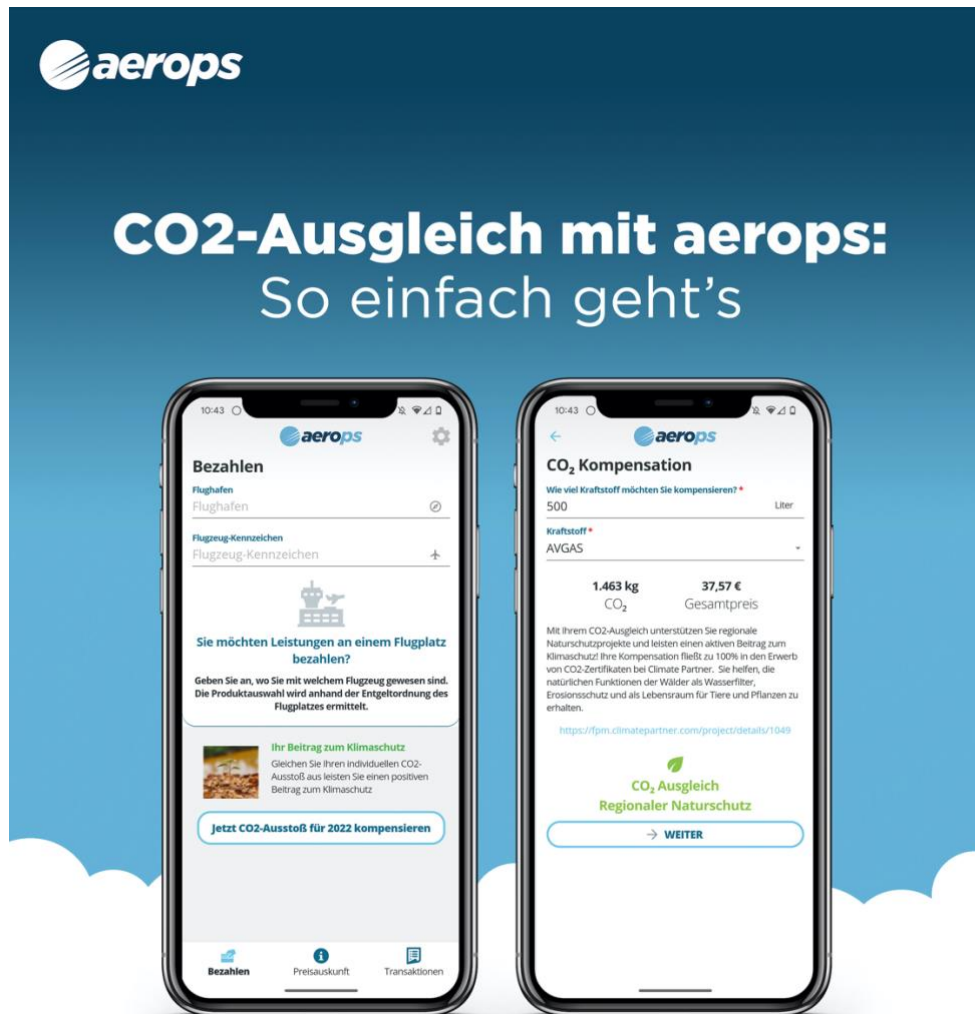 aerops
CO2-Ausgleich mit aerops:
So einfach geht's
10:43
aerops
Bezahlen
Flughafen
Flughafen
Flugzeug-Kennzeichen
Flugzeug-Kennzeichen
Sie möchten Leistungen an einem Flugplatz
bezahlen?
Geben Sie an, wo Sie mit welchem Flugzeug gewesen sind.
Die Produktauswahl wird anhand der Entgeltordnung des
Flugplatzes ermittelt.
Ihr Beitrag zum Klimaschutz
Gleichen Sie Ihren individuellen CO2-
Ausstoß aus leisten Sie einen positiven
Beitrag zum Klimaschutz
Jetzt CO2-Ausstoß für 2022 kompensieren
Bezahlen
Preisauskunft
Transaktionen
10:43
aerops
CO₂ Kompensation
Wie viel Kraftstoff möchten Sie kompensieren? *
500 Liter
Kraftstoff *
AVGAS
1.463 kg 37,57 €
CO₂ Gesamtpreis
Mit Ihrem CO2-Ausgleich unterstützen Sie regionale
Naturschutzprojekte und leisten einen aktiven Beitrag zum
Klimaschutz! Ihre Kompensation fließt zu 100% in den Erwerb
von CO2-Zertifikaten bei Climate Partner. Sie helfen, die
natürlichen Funktionen der Wälder als Wasserfilter,
Erosionsschutz und als Lebensraum für Tiere und Pflanzen zu
erhalten.
https://fpm.climatepartner.com/project/details/1049
CO₂ Ausgleich
Regionaler Naturschutz
→ WEITER